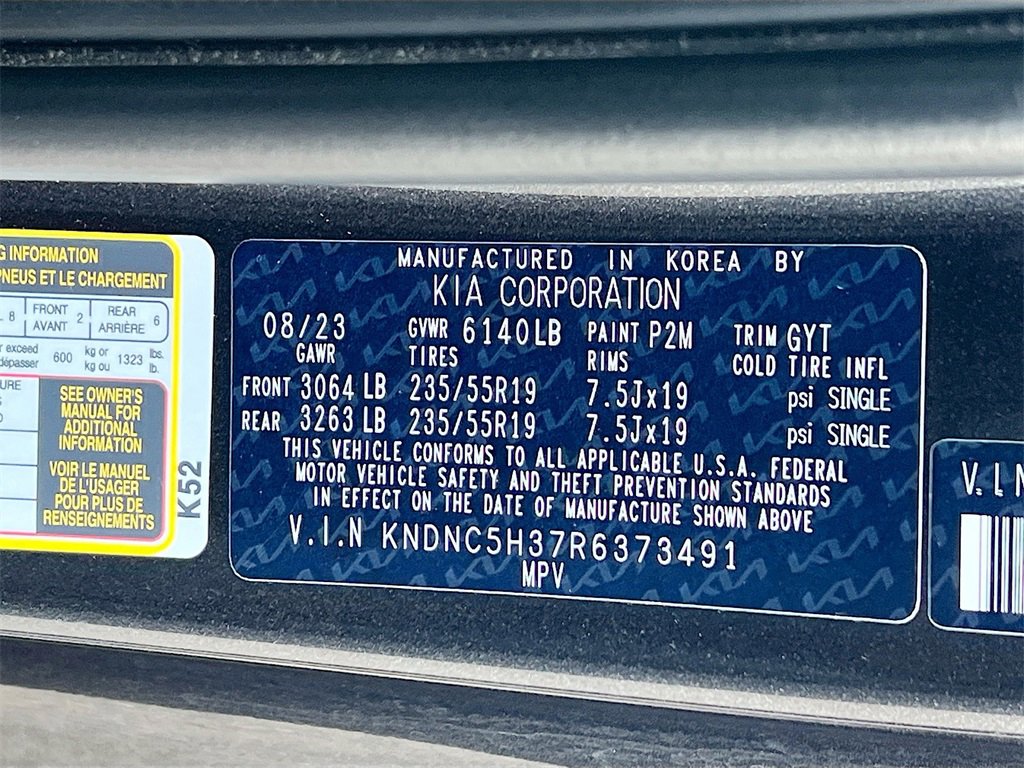 G INFORMATION
PNEUS ET LE CHARGEMENT
L 8 FRONT AVANT 2 REAR ARRIÈRE 6
r exceed
dépasser 600 kg or kg ou 1323 lbs. lb.
URE
SEE OWNER'S
MANUAL FOR
ADDITIONAL
INFORMATION
VOIR LE MANUEL
DE L'USAGER
POUR PLUS DE
RENSEIGNEMENTS
K52
MANUFACTURED IN KOREA BY
KIA CORPORATION
08/23 GVWR 6140LB PAINT P2M TRIM GYT
GAWR TIRES RIMS COLD TIRE INFL
FRONT 3064 LB 235/55R19 7.5Jx19 psi SINGLE
REAR 3263 LB 235/55R19 7.5Jx19 psi SINGLE
THIS VEHICLE CONFORMS TO ALL APPLICABLE U.S.A. FEDERAL
MOTOR VEHICLE SAFETY AND THEFT PREVENTION STANDARDS
IN EFFECT ON THE DATE OF MANUFACTURE SHOWN ABOVE
V.I.N KNDNC5H37R6373491
MPV
V.I.N